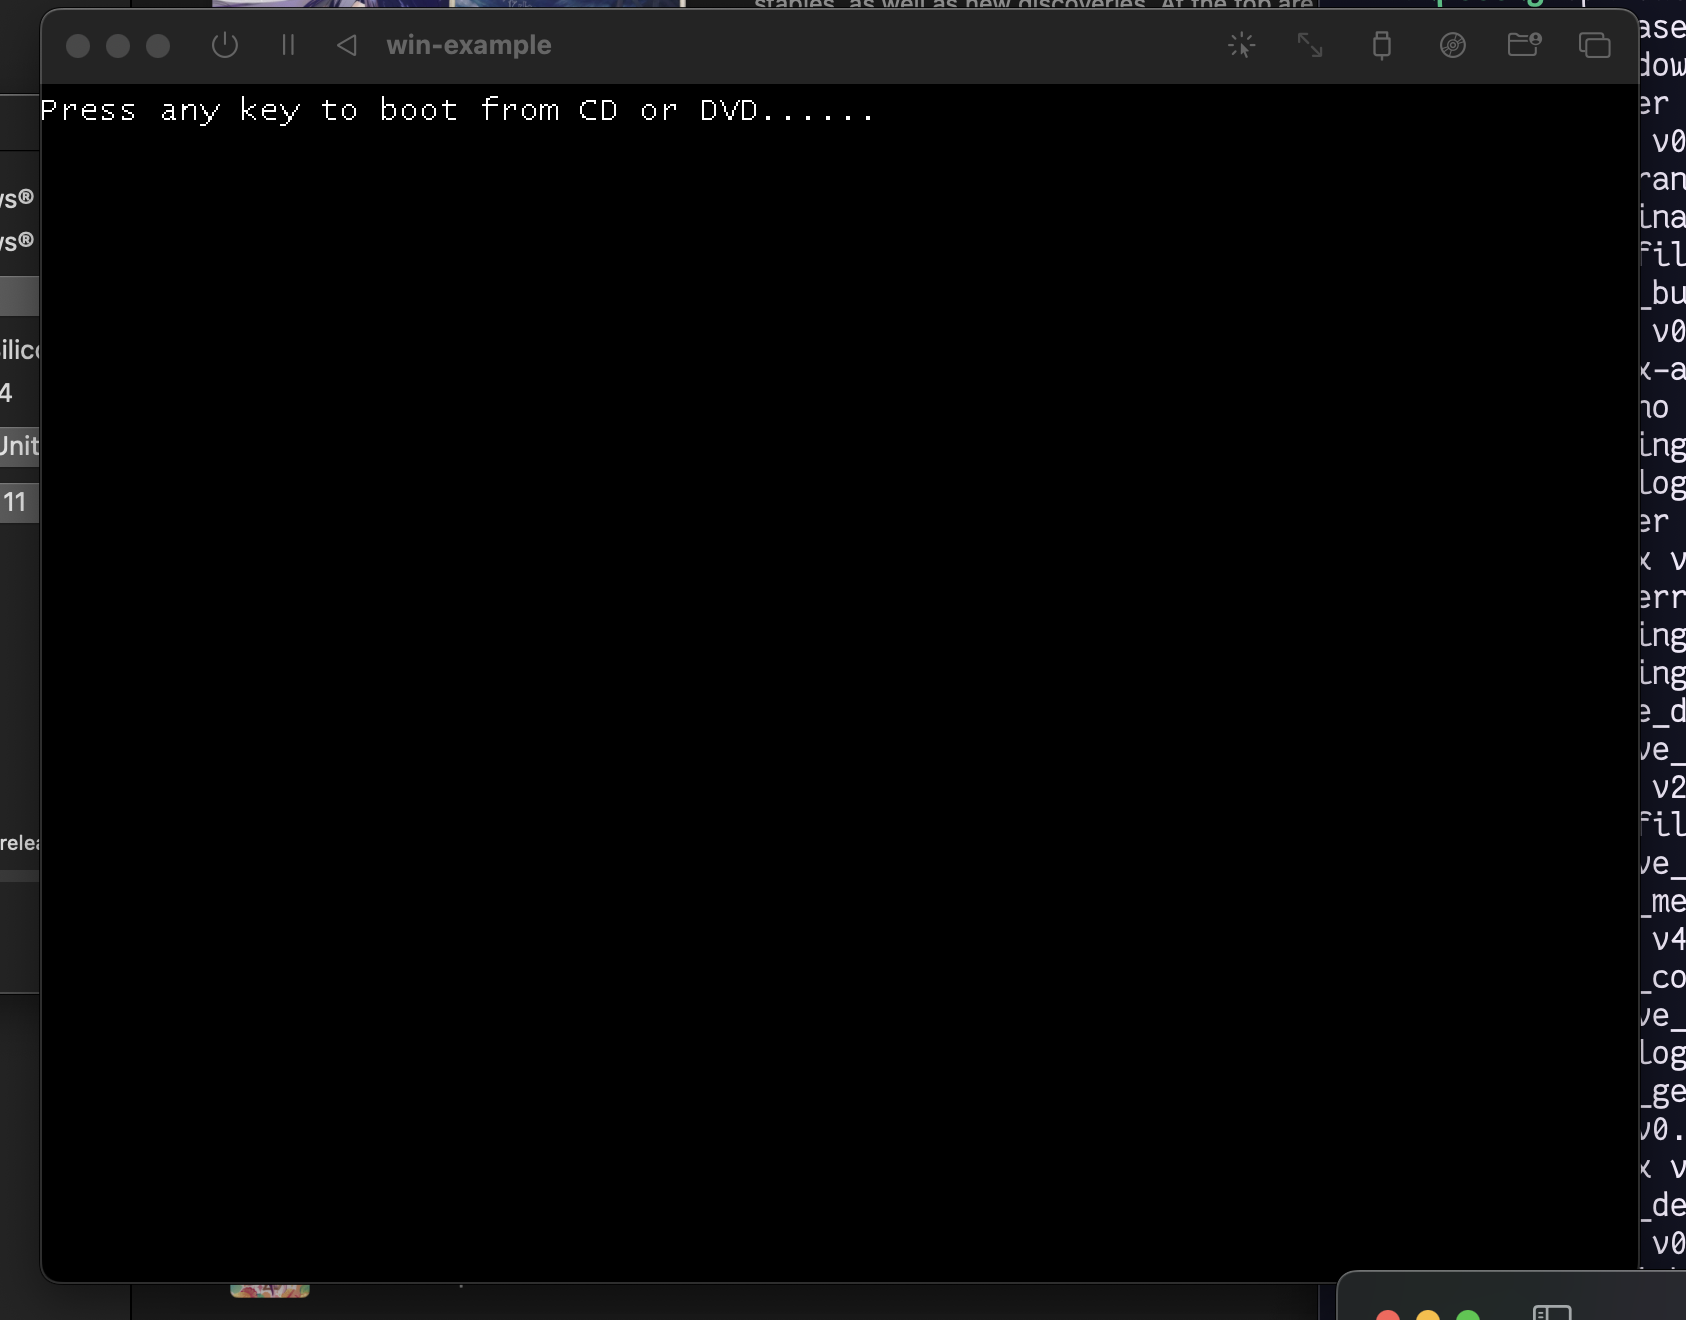 staples, as well as new discoveries. At the top are
win-example
Press any key to boot from CD or DVD......
ws®
ws®
4
Unit
11
relea
ase
dow
er
v0
ran
ina
fil
_bu
v0
x-a
no
ing
log
er
x v
err
ing
ing
e_d
ve_
v2
fil
ve_
_me
v4
_co
ve_
log
_ge
v0.
x v
_de
v0